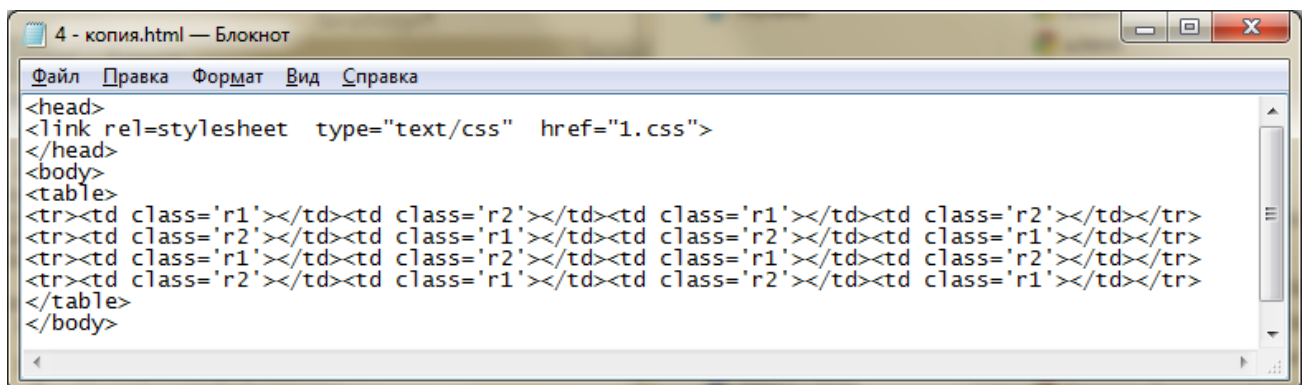 4 - копия.html — Блокнот
Файл Правка Формат Вид Справка
<head>
<link rel=stylesheet  type="text/css"  href="1.css">
</head>
<body>
<table>
<tr><td class='r1'></td><td class='r2'></td><td class='r1'></td><td class='r2'></td></tr>
<tr><td class='r2'></td><td class='r1'></td><td class='r2'></td><td class='r1'></td></tr>
<tr><td class='r1'></td><td class='r2'></td><td class='r1'></td><td class='r2'></td></tr>
<tr><td class='r2'></td><td class='r1'></td><td class='r2'></td><td class='r1'></td></tr>
</table>
</body>